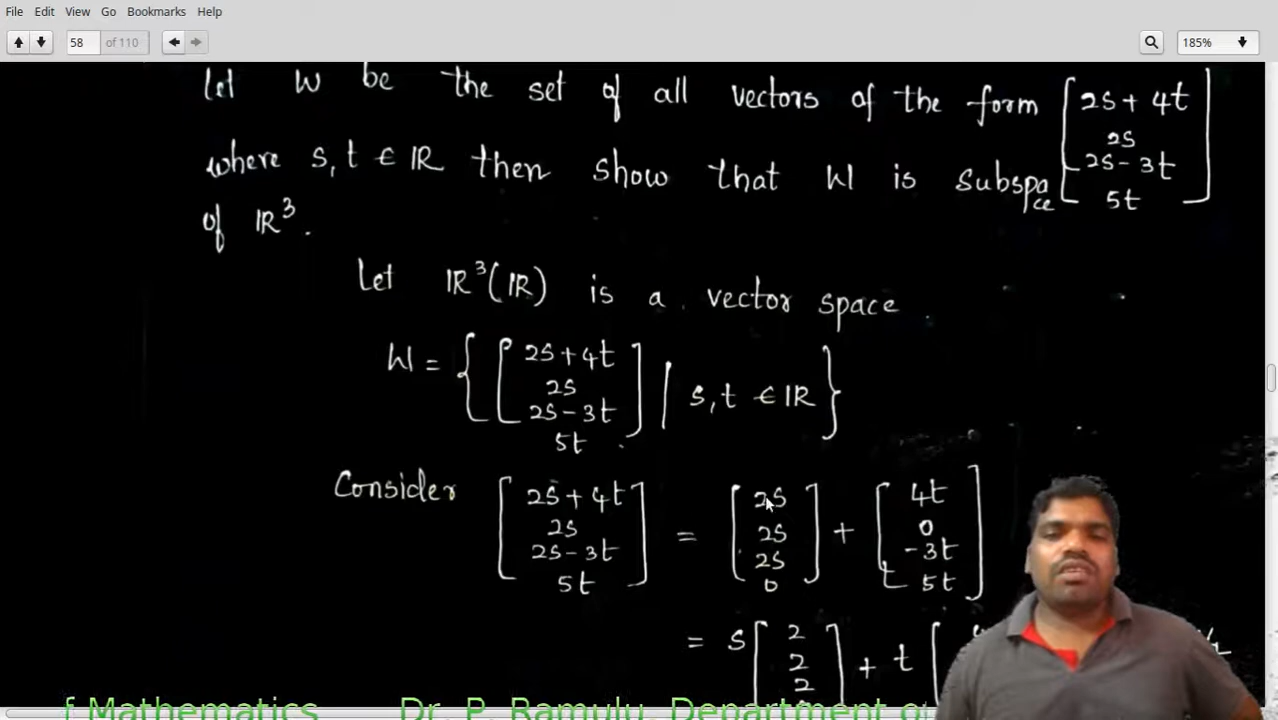 File Edit View Go Bookmarks Help
58 of 110 185%
Let W be the set of all vectors of the form [2s + 4t
2s
2s - 3t
5t]
where s, t ∈ ℝ then show that W is subspace
of ℝ³.
Let ℝ³(ℝ) is a vector space.
W = { [2s + 4t
2s
2s - 3t
5t] | s, t ∈ ℝ }
Consider [2s + 4t
2s
2s - 3t
5t] = [2s
2s
2s
0] + [4t
0
-3t
5t]
= s [2
2
2
+ t [
f Mathematics Dr. P. Ramulu, Department of